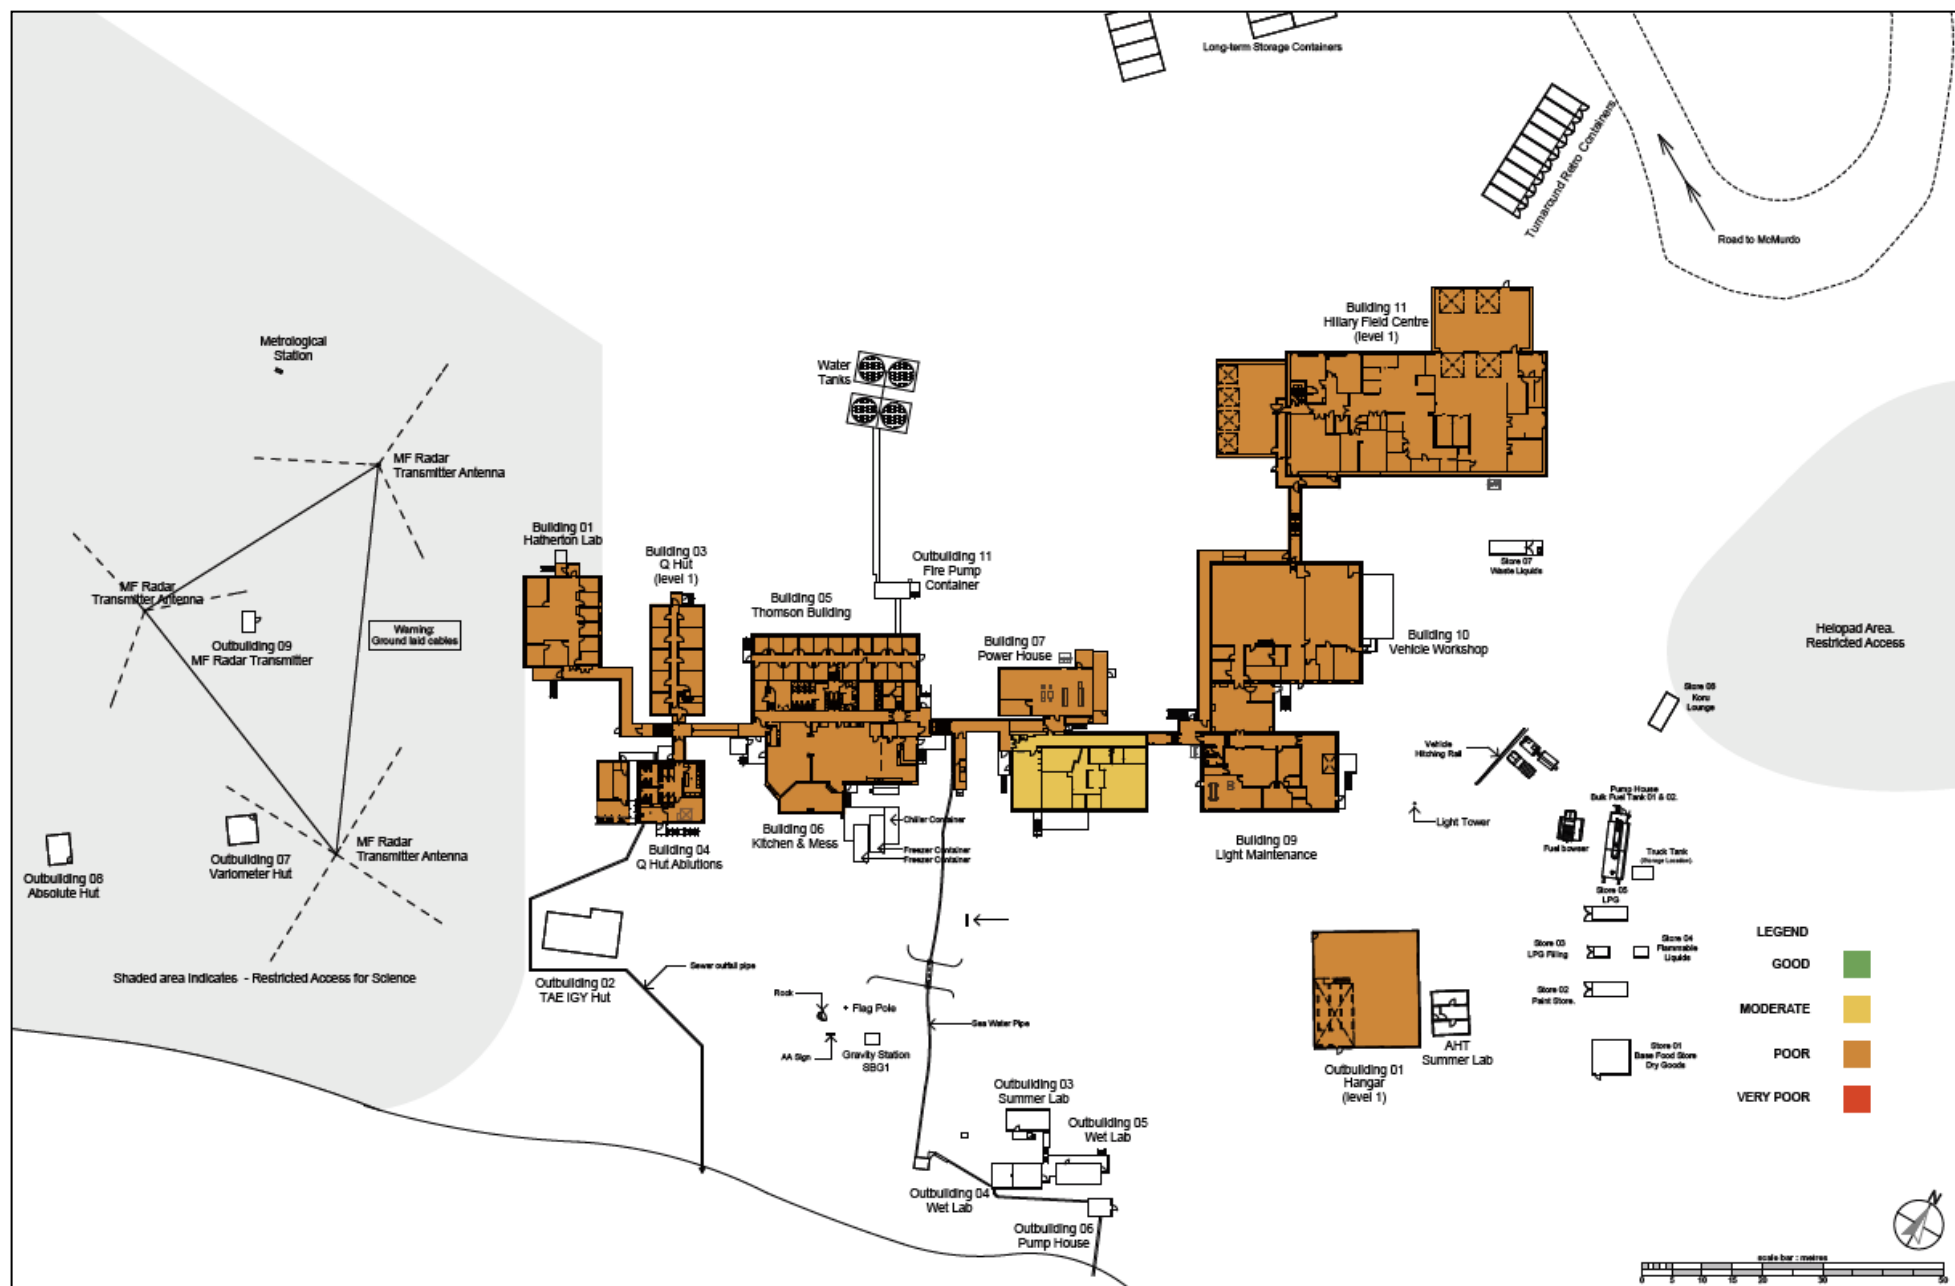 Long-term Storage Containers
Turnaround Retro Containers
Road to McMurdo
Building 11
Hillary Field Centre
(level 1)
Metrological
Station
Water
Tanks
MF Radar
Transmitter Antenna
Building 01
Hatherton Lab
Building 03
Q Hut
(level 1)
Outbuilding 11
Fire Pump
Container
Store 07
Waste Liquids
MF Radar
Transmitter Antenna
Building 05
Thomson Building
Warning:
Ground laid cables
Outbuilding 09
MF Radar Transmitter
Building 07
Power House
Building 10
Vehicle Workshop
Helopad Area.
Restricted Access
Store 08
Koru
Lounge
Vehicle
Hitching Rail
Pump House
Bulk Fuel Tank 01 & 02.
Light Tower
Fuel bowser
Truck Tank
(Storage Location)
Chiller Container
Freezer Container
Freezer Container
Building 06
Kitchen & Mess
Building 04
Q Hut Ablutions
Building 09
Light Maintenance
MF Radar
Transmitter Antenna
Outbuilding 07
Variometer Hut
Outbuilding 08
Absolute Hut
Store 05
LPG
Store 03
LPG Filling
Store 04
Flammable
Liquids
Store 02
Paint Store.
LEGEND
GOOD
MODERATE
POOR
VERY POOR
Shaded area indicates - Restricted Access for Science
Outbuilding 02
TAE IGY Hut
Sewer outfall pipe
Rock
+ Flag Pole
Sea Water Pipe
AA Sign
Gravity Station
SBG1
AHT
Summer Lab
Store 01
Base Food Store
Dry Goods
Outbuilding 01
Hangar
(level 1)
Outbuilding 03
Summer Lab
Outbuilding 05
Wet Lab
Outbuilding 04
Wet Lab
Outbuilding 06
Pump House
N
scale bar : metres
0 5 10 15 20 30 50